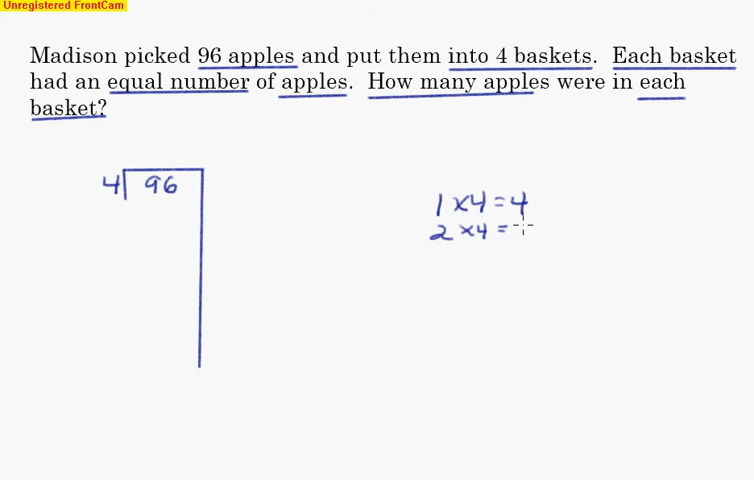 Unregistered FrontCam
Madison picked 96 apples and put them into 4 baskets. Each basket
had an equal number of apples. How many apples were in each
basket?
4 96
1 x 4 = 4
2 x 4 =